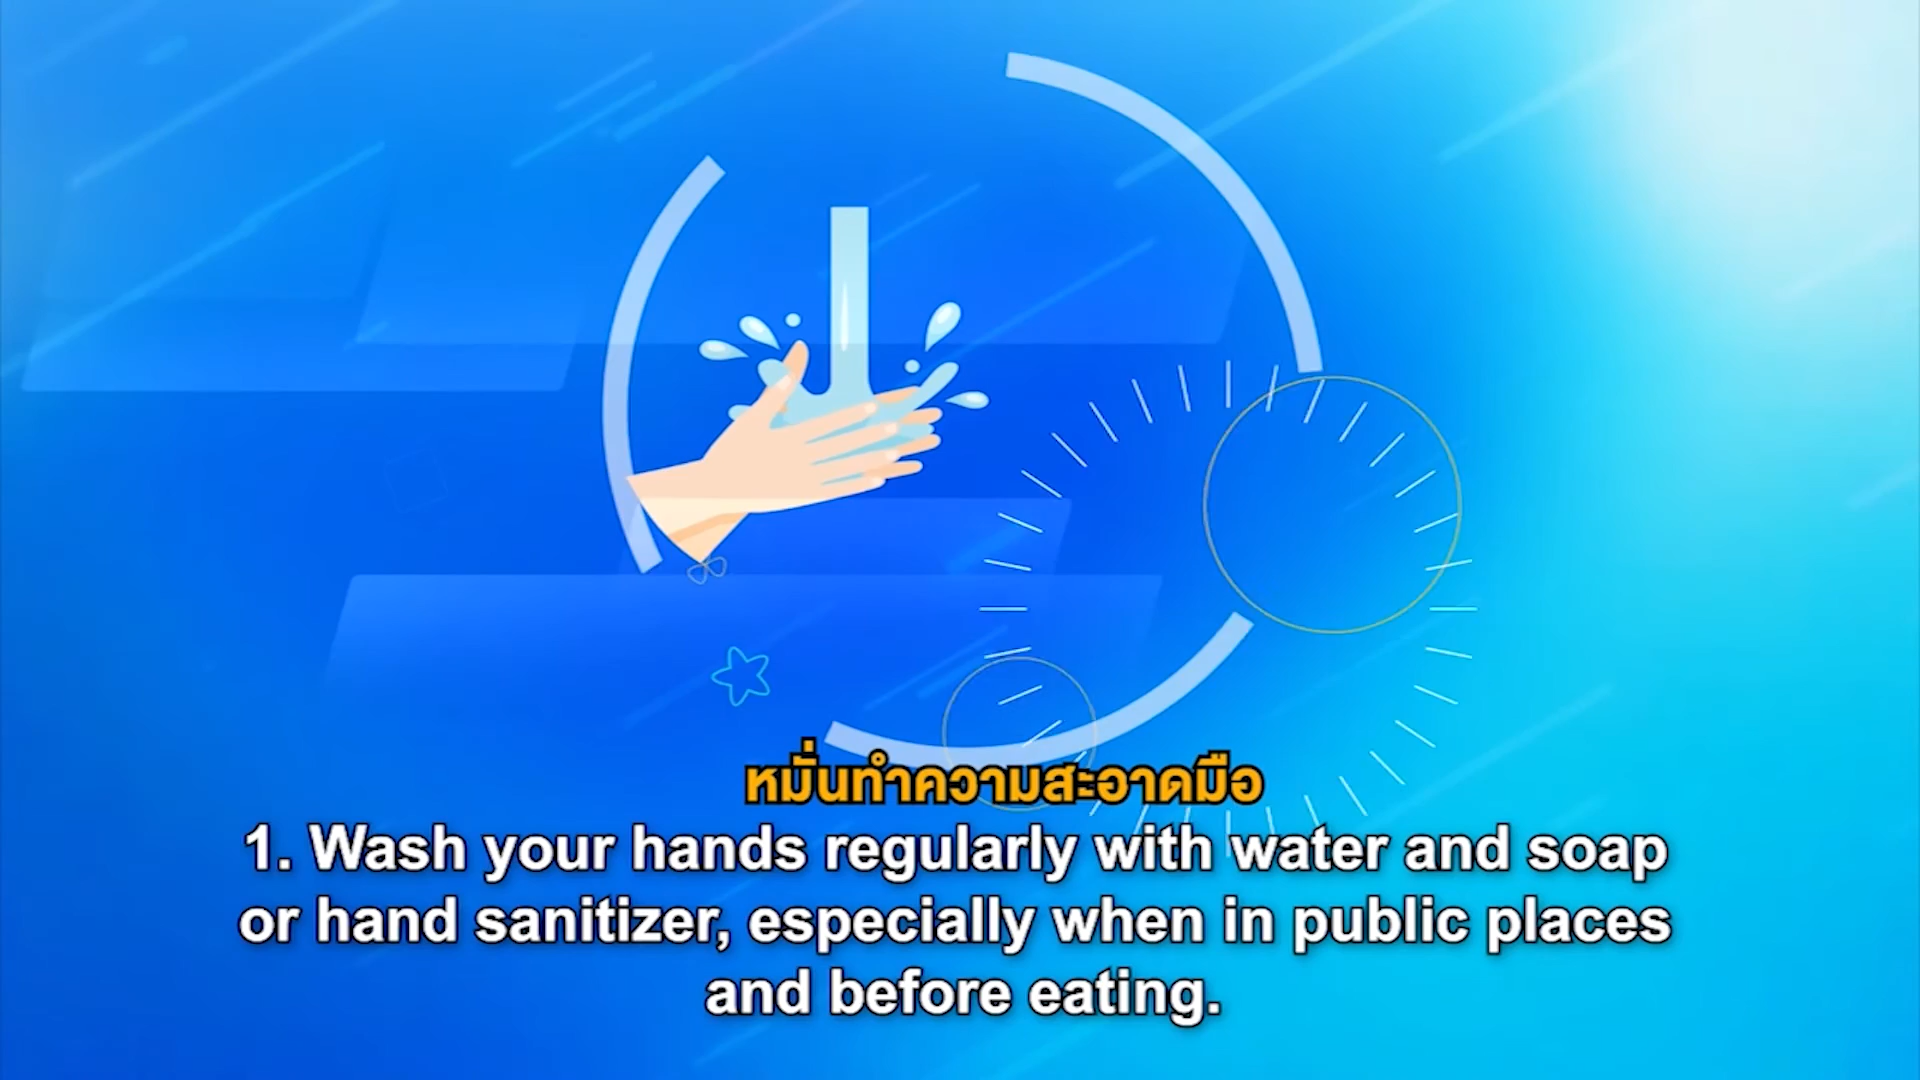 หมั่นทำความสะอาดมือ
1. Wash your hands regularly with water and soap
or hand sanitizer, especially when in public places
and before eating.